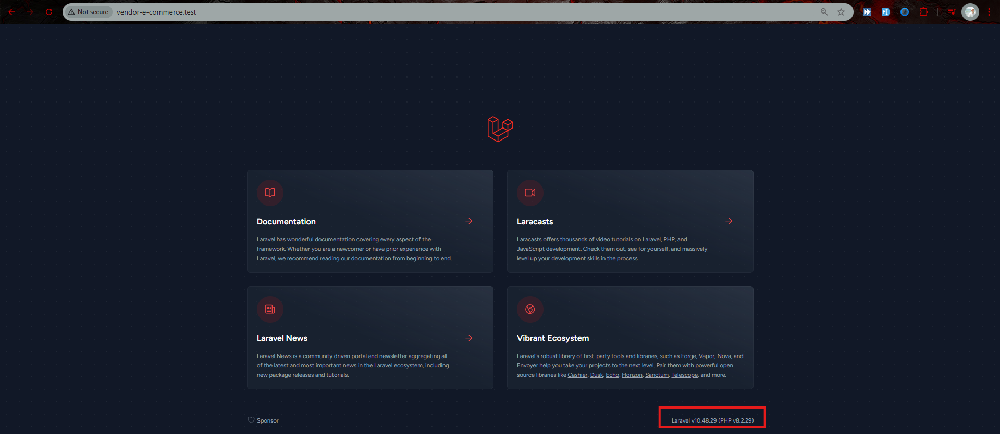 Not secure
vendor-e-commerce.test
Documentation
Laravel has wonderful documentation covering every aspect of the
framework. Whether you are a newcomer or have prior experience with
Laravel, we recommend reading our documentation from beginning to end.
Laracasts
Laracasts offers thousands of video tutorials on Laravel, PHP, and
JavaScript development. Check them out, see for yourself, and massively
level up your development skills in the process.
Laravel News
Laravel News is a community driven portal and newsletter aggregating all
of the latest and most important news in the Laravel ecosystem, including
new package releases and tutorials.
Vibrant Ecosystem
Laravel's robust library of first-party tools and libraries, such as Forge, Vapor, Nova, and
Envoyer help you take your projects to the next level. Pair them with powerful open
source libraries like Cashier, Dusk, Echo, Horizon, Sanctum, Telescope, and more.
Sponsor
Laravel v10.48.29 (PHP v8.2.29)